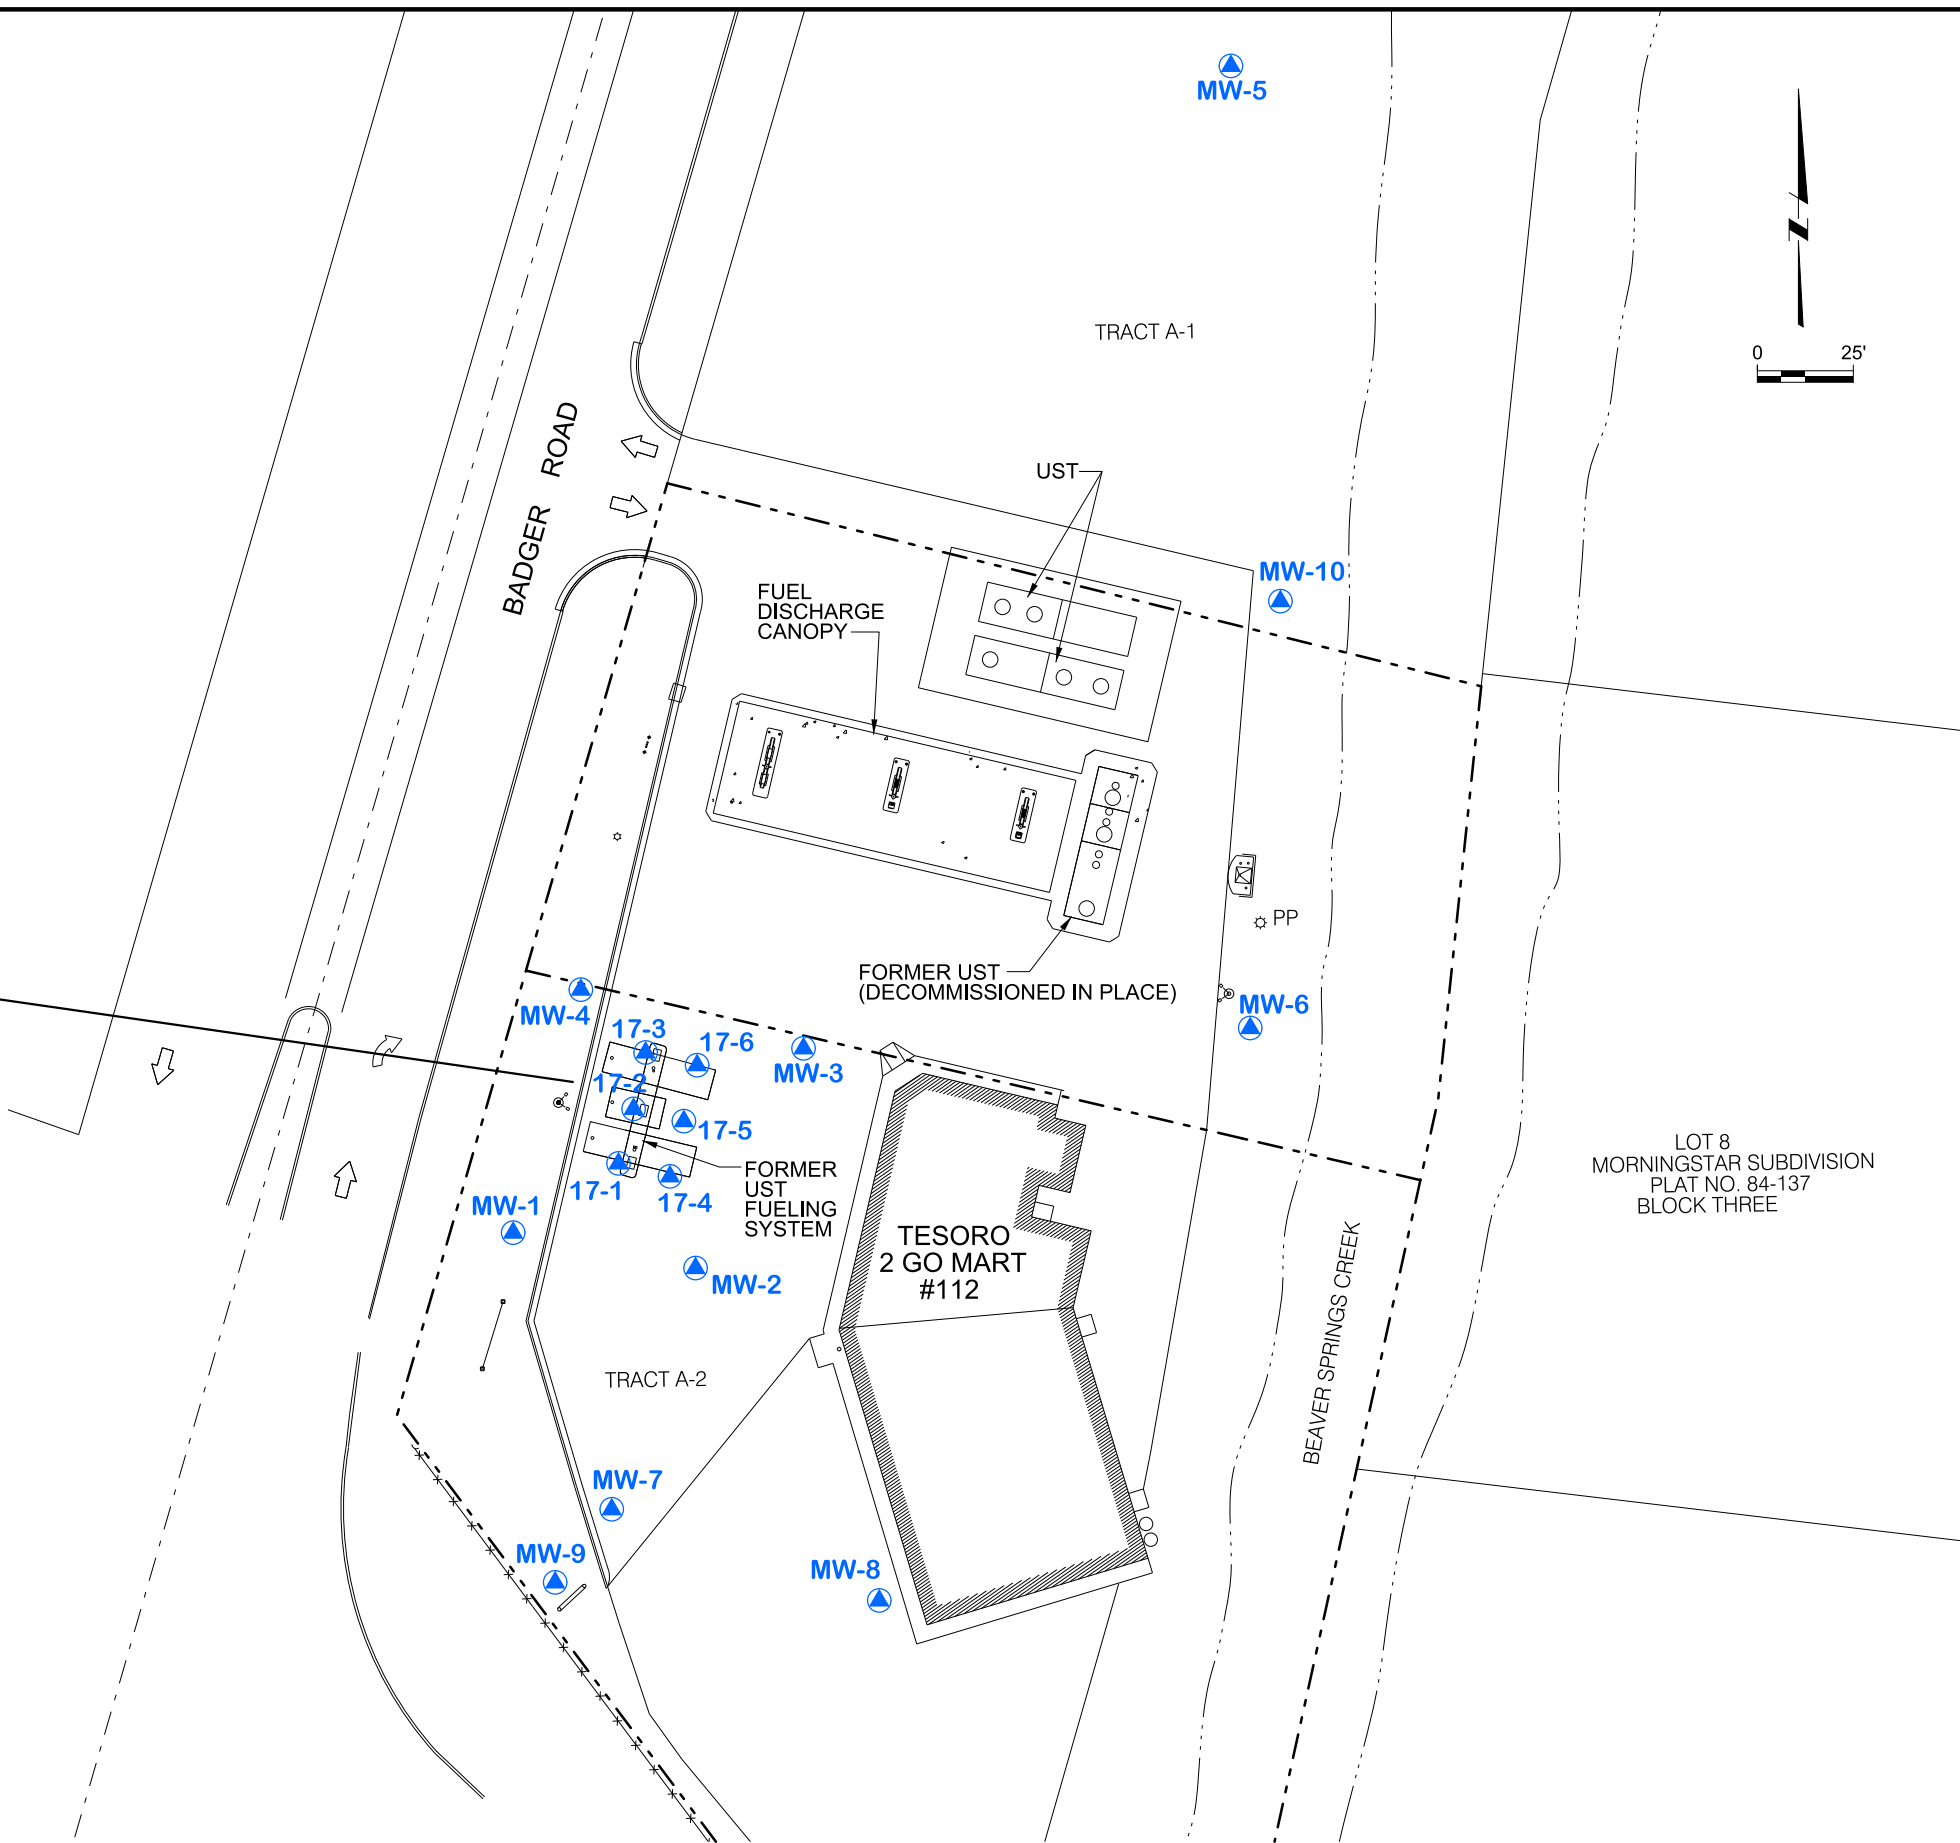 MW-5
TRACT A-1
0 25'
BADGER ROAD
UST
MW-10
FUEL
DISCHARGE
CANOPY
PP
FORMER UST
(DECOMMISSIONED IN PLACE)
MW-6
MW-4
17-3
17-6
MW-3
17-2
17-5
FORMER
UST
FUELING
SYSTEM
17-1
17-4
MW-1
MW-2
TESORO
2 GO MART
#112
LOT 8
MORNINGSTAR SUBDIVISION
PLAT NO. 84-137
BLOCK THREE
BEAVER SPRINGS CREEK
TRACT A-2
MW-7
MW-9
MW-8
N